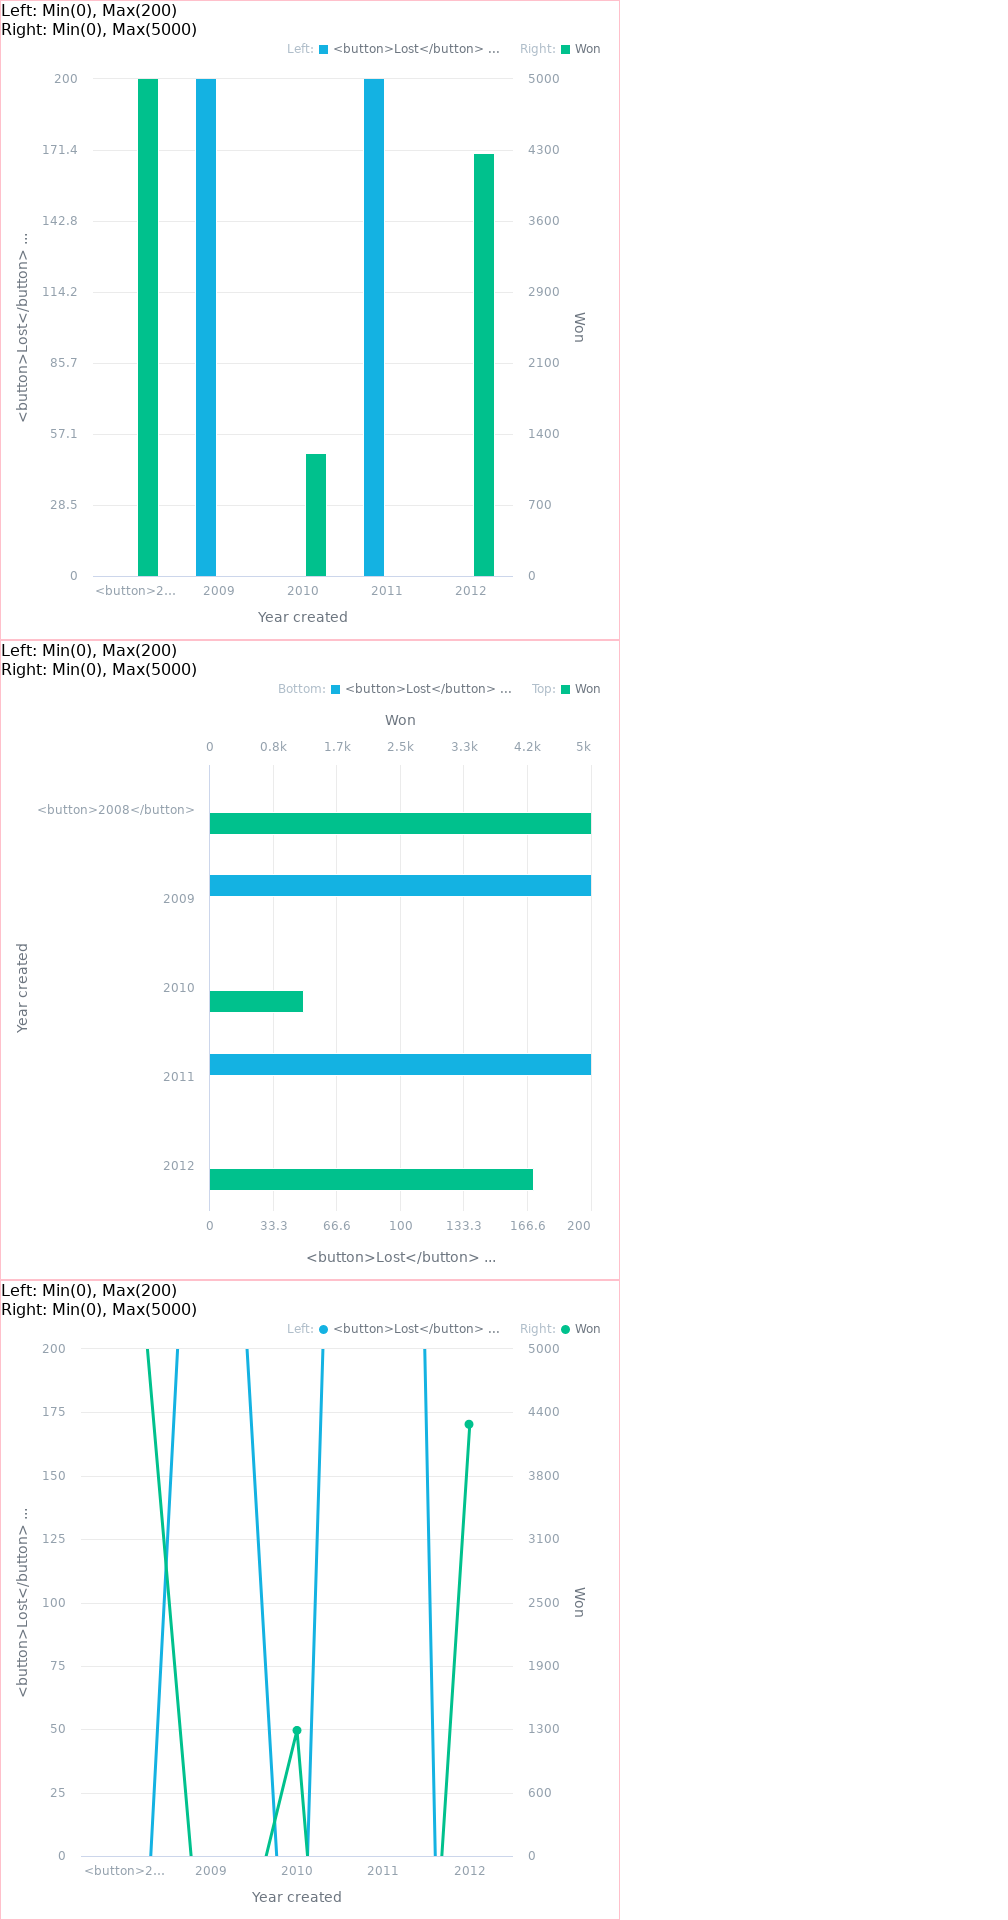 Left: Min(0), Max(200)
Right: Min(0), Max(5000)
Left: <button>Lost</button> ... Right: Won
200 5000
171.4 4300
142.8 3600
114.2 2900
85.7 2100
57.1 1400
28.5 700
0 0
<button>Lost</button> ...
Won
<button>2... 2009 2010 2011 2012
Year created
Left: Min(0), Max(200)
Right: Min(0), Max(5000)
Bottom: <button>Lost</button> ... Top: Won
Won
0 0.8k 1.7k 2.5k 3.3k 4.2k 5k
<button>2008</button>
2009
2010
2011
2012
Year created
0 33.3 66.6 100 133.3 166.6 200
<button>Lost</button> ...
Left: Min(0), Max(200)
Right: Min(0), Max(5000)
Left: <button>Lost</button> ... Right: Won
200 5000
175 4400
150 3800
125 3100
100 2500
75 1900
50 1300
25 600
0 0
<button>Lost</button> ...
Won
<button>2... 2009 2010 2011 2012
Year created